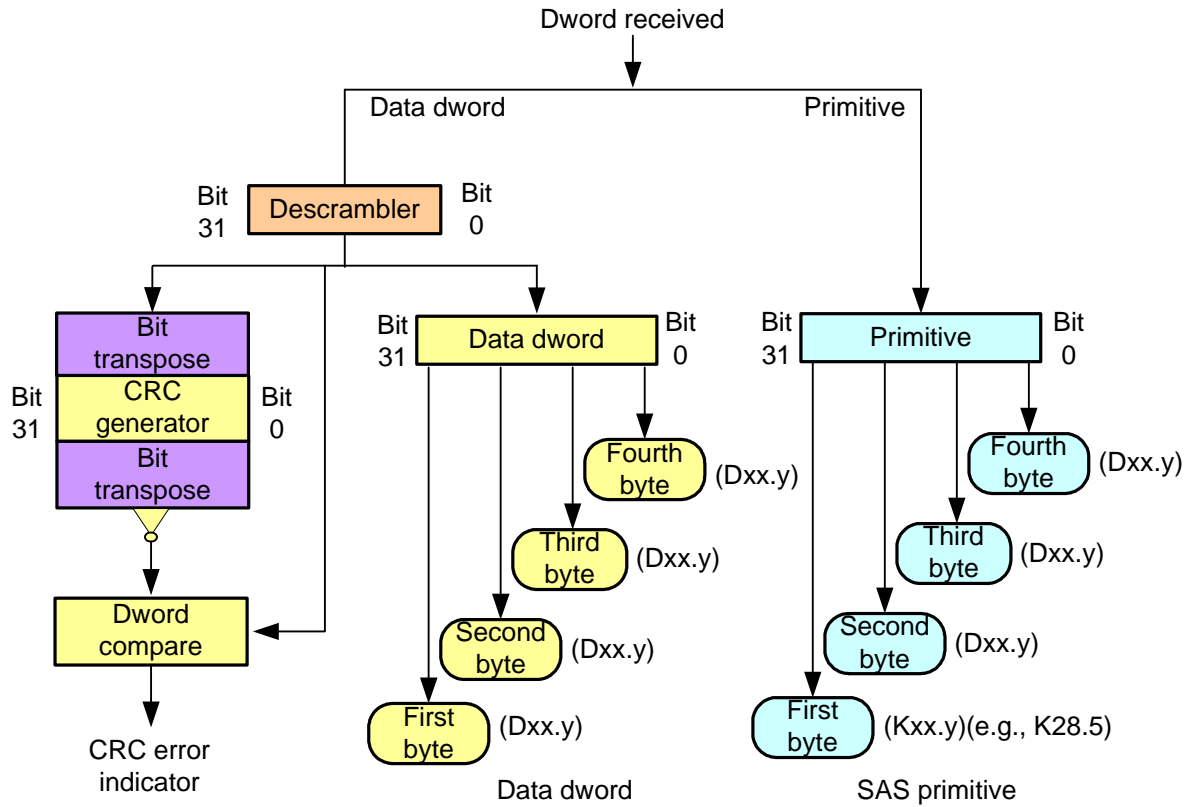 Dword received
Data dword
Primitive
Bit
31
Descrambler
Bit
0
Bit
transpose
Bit
31
CRC
generator
Bit
0
Bit
transpose
Dword
compare
CRC error
indicator
Bit
31
Data dword
Bit
0
Fourth
byte
(Dxx.y)
Third
byte
(Dxx.y)
Second
byte
(Dxx.y)
First
byte
(Dxx.y)
Data dword
Bit
31
Primitive
Bit
0
Fourth
byte
(Dxx.y)
Third
byte
(Dxx.y)
Second
byte
(Dxx.y)
First
byte
(Kxx.y)(e.g., K28.5)
SAS primitive